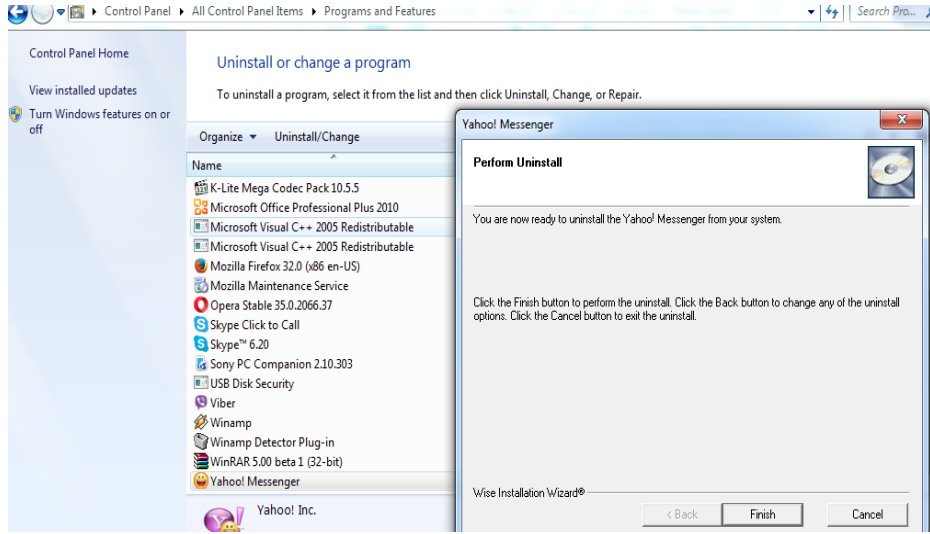 Control Panel ▸ All Control Panel Items ▸ Programs and Features
Search Pro...
Control Panel Home
View installed updates
Turn Windows features on or
off
Uninstall or change a program
To uninstall a program, select it from the list and then click Uninstall, Change, or Repair.
Organize
Uninstall/Change
Name
K-Lite Mega Codec Pack 10.5.5
Microsoft Office Professional Plus 2010
Microsoft Visual C++ 2005 Redistributable
Microsoft Visual C++ 2005 Redistributable
Mozilla Firefox 32.0 (x86 en-US)
Mozilla Maintenance Service
Opera Stable 35.0.2066.37
Skype Click to Call
Skype™ 6.20
Sony PC Companion 2.10.303
USB Disk Security
Viber
Winamp
Winamp Detector Plug-in
WinRAR 5.00 beta 1 (32-bit)
Yahoo! Messenger
Yahoo! Inc.
Yahoo! Messenger
Perform Uninstall
You are now ready to uninstall the Yahoo! Messenger from your system.
Click the Finish button to perform the uninstall. Click the Back button to change any of the uninstall
options. Click the Cancel button to exit the uninstall.
Wise Installation Wizard®
< Back
Finish
Cancel